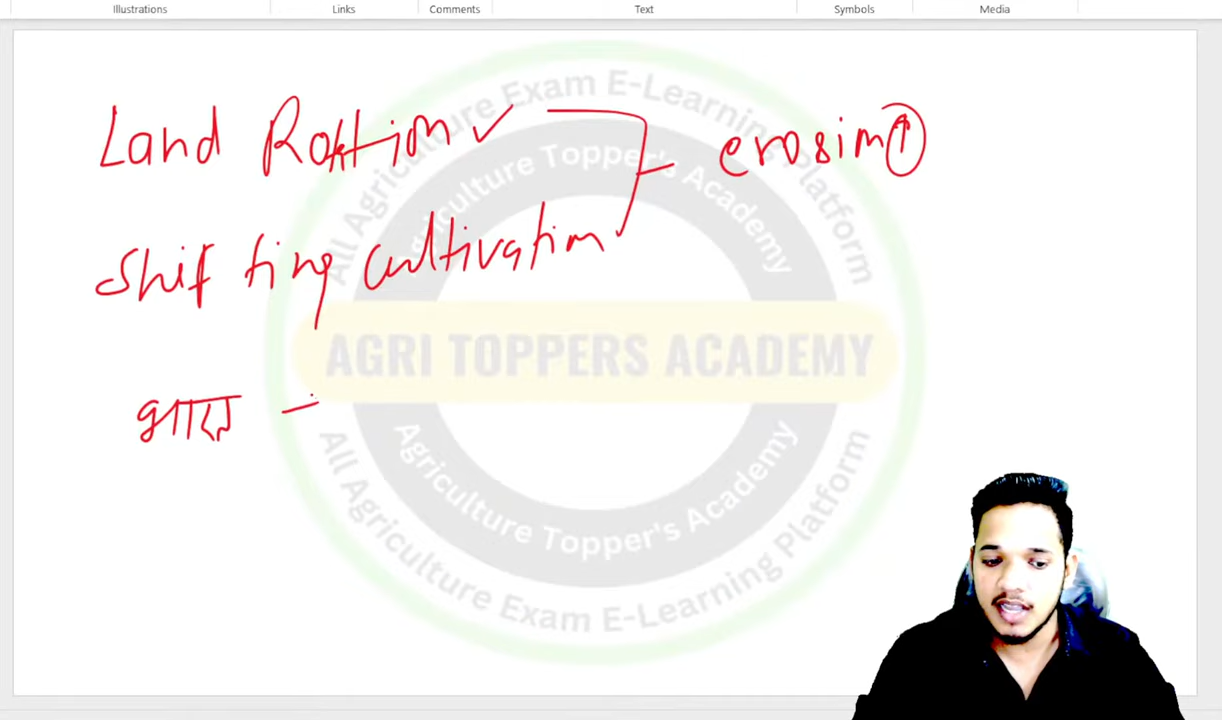 Illustrations Links Comments Text Symbols Media
Land Rotation ✓ erosion ↑
Shifting cultivation
All Agriculture Exam E-Learning Platform
Agriculture Topper's Academy
AGRI TOPPERS ACADEMY
Agriculture Topper's Academy
All Agriculture Exam E-Learning Platform